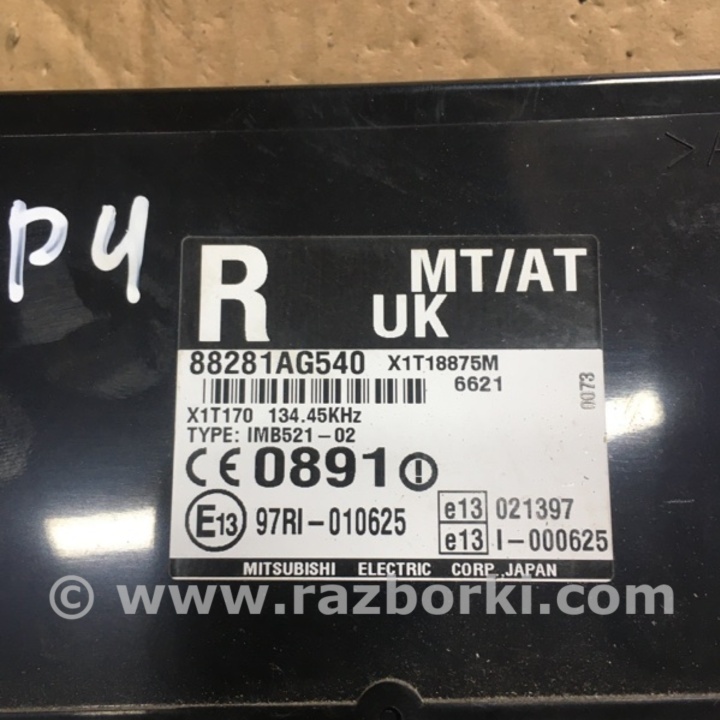 РЧ
R MT/AT
UK
88281AG540 X1T18875M
6621
0073
X1T170 134.45KHz
TYPE: IMB521-02
CE 0891
E13 97RI-010625
e13 021397
e13 I-000625
MITSUBISHI ELECTRIC CORP. JAPAN
© www.razborki.com